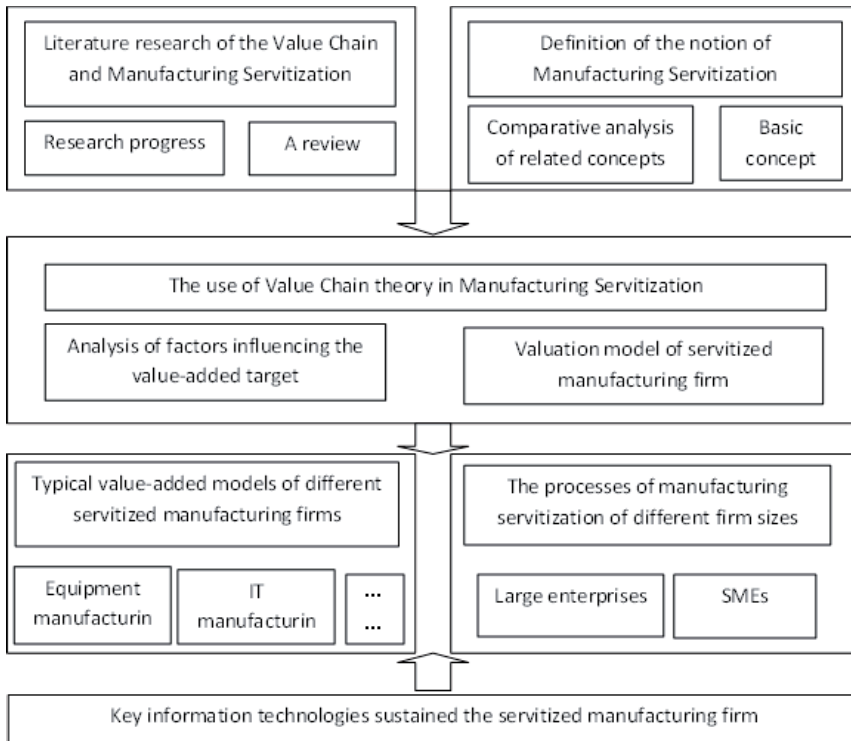 Literature research of the Value Chain
and Manufacturing Servitization
Research progress
A review
Definition of the notion of
Manufacturing Servitization
Comparative analysis
of related concepts
Basic
concept
The use of Value Chain theory in Manufacturing Servitization
Analysis of factors influencing the
value-added target
Valuation model of servitized
manufacturing firm
Typical value-added models of different
servitized manufacturing firms
Equipment
manufacturin
IT
manufacturin
...
...
The processes of manufacturing
servitization of different firm sizes
Large enterprises
SMEs
Key information technologies sustained the servitized manufacturing firm